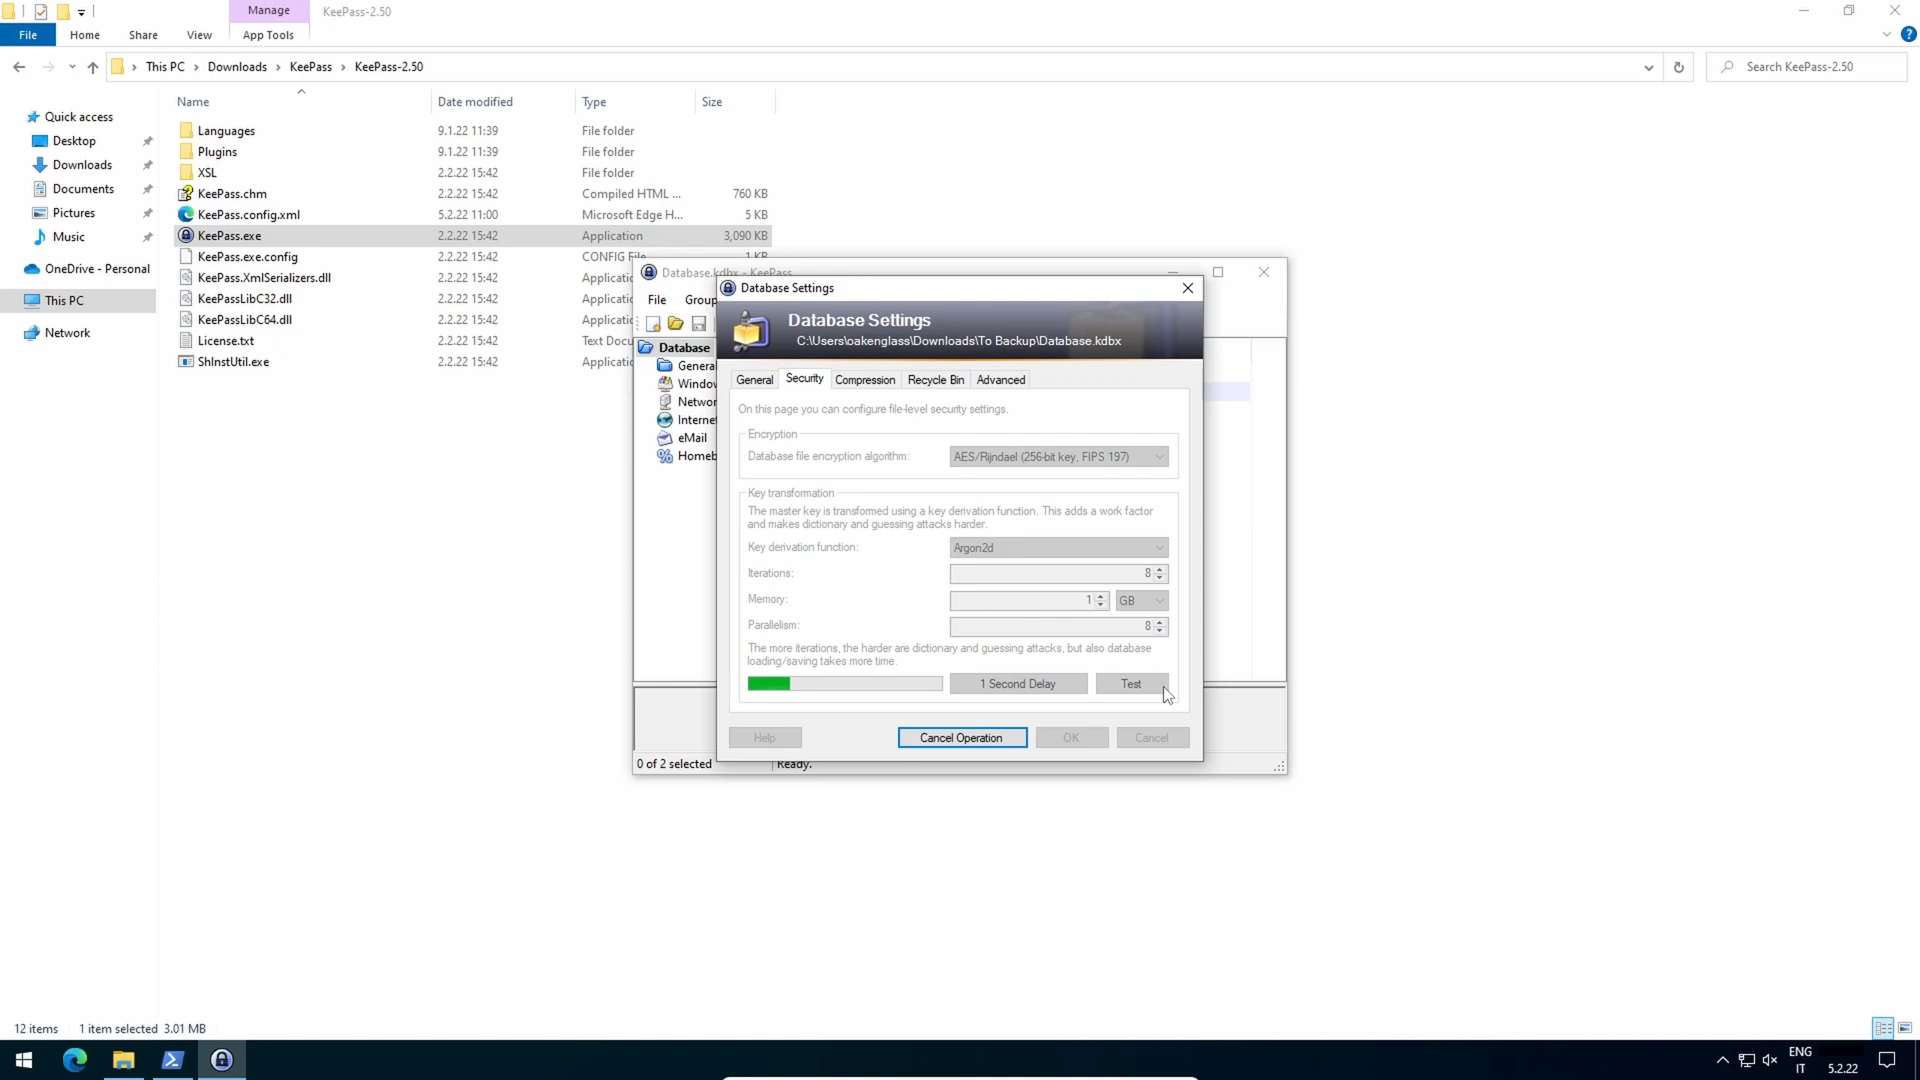 Manage
KeePass-2.50
File
Home
Share
View
App Tools
This PC
Downloads
KeePass
KeePass-2.50
Search KeePass-2.50
Name
Date modified
Type
Size
Quick access
Desktop
Downloads
Documents
Pictures
Music
OneDrive - Personal
This PC
Network
Languages 9.1.22 11:39 File folder
Plugins 9.1.22 11:39 File folder
XSL 2.2.22 15:42 File folder
KeePass.chm 2.2.22 15:42 Compiled HTML ... 760 KB
KeePass.config.xml 5.2.22 11:00 Microsoft Edge H... 5 KB
KeePass.exe 2.2.22 15:42 Application 3,090 KB
KeePass.exe.config 2.2.22 15:42 CONFIG File 1 KB
KeePass.XmlSerializers.dll 2.2.22 15:42 Applicatio
KeePassLibC32.dll 2.2.22 15:42 Applicatio
KeePassLibC64.dll 2.2.22 15:42 Applicatio
License.txt 2.2.22 15:42 Text Docu
ShInstUtil.exe 2.2.22 15:42 Applicatio
Database.kdbx - KeePass
File Group
Database
General
Window
Networ
Internet
eMail
Homeb
0 of 2 selected
Ready.
Database Settings
Database Settings
C:\Users\oakenglass\Downloads\To Backup\Database.kdbx
General
Security
Compression
Recycle Bin
Advanced
On this page you can configure file-level security settings.
Encryption
Database file encryption algorithm: AES/Rijndael (256-bit key, FIPS 197)
Key transformation
The master key is transformed using a key derivation function. This adds a work factor
and makes dictionary and guessing attacks harder.
Key derivation function: Argon2d
Iterations: 8
Memory: 1 GB
Parallelism: 8
The more iterations, the harder are dictionary and guessing attacks, but also database
loading/saving takes more time.
1 Second Delay
Test
Help
Cancel Operation
OK
Cancel
12 items
1 item selected 3.01 MB
ENG
IT
5.2.22